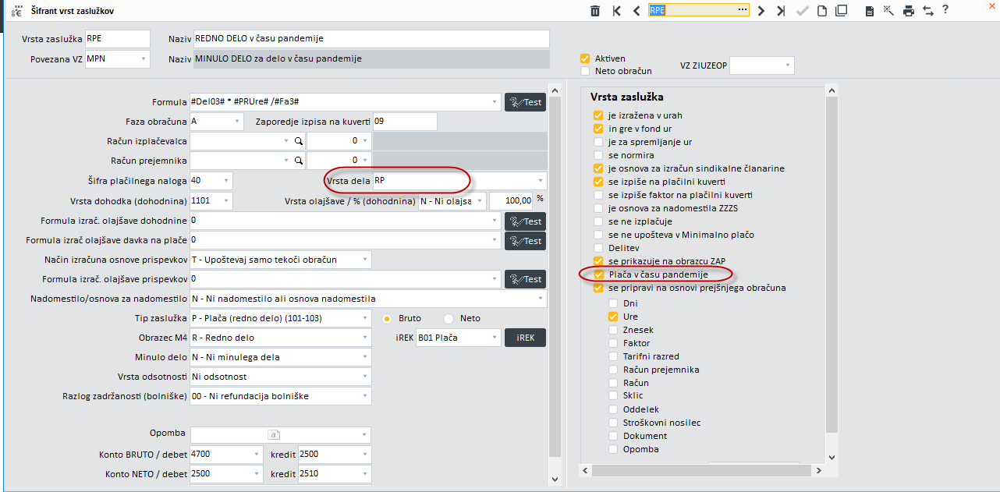 Šifrant vrst zaslužkov
RPE
?
Vrsta zaslužka RPE Naziv REDNO DELO v času pandemije
Povezana VZ MPN Naziv MINULO DELO za delo v času pandemije
Aktiven
Neto obračun
VZ ZIUZEOP
Formula #Del03# * #PRUre# /#Fa3# Test
Faza obračuna A Zaporedje izpisa na kuverti 09
Račun izplačevalca 0
Račun prejemnika 0
Šifra plačilnega naloga 40 Vrsta dela RP
Vrsta dohodka (dohodnina) 1101 Vrsta olajšave / % (dohodnina) N - Ni olajša 100,00 %
Formula izrač. olajšave dohodnine 0 Test
Formula izrač olajšave davka na plače 0 Test
Način izračuna osnove prispevkov T - Upoštevaj samo tekoči obračun
Formula izrač. olajšave prispevkov 0 Test
Nadomestilo/osnova za nadomestilo N - Ni nadomestilo ali osnova nadomestila
Tip zaslužka P - Plača (redno delo) (101-103) Bruto Neto
Obrazec M4 R - Redno delo iREK B01 Plača iREK
Minulo delo N - Ni minulega dela
Vrsta odsotnosti Ni odsotnost
Razlog zadržanosti (bolniške) 00 - Ni refundacija bolniške
Opomba a
Konto BRUTO / debet 4700 kredit 2500
Konto NETO / debet 2500 kredit 2510
Vrsta zaslužka
je izražena v urah
in gre v fond ur
je za spremljanje ur
se normira
je osnova za izračun sindikalne članarine
se izpiše na plačilni kuverti
se izpiše faktor na plačilni kuverti
je osnova za nadomestila ZZZS
se ne izplačuje
se ne upošteva v Minimalno plačo
Delitev
se prikazuje na obrazcu ZAP
Plača v času pandemije
se pripravi na osnovi prejšnjega obračuna
Dni
Ure
Znesek
Faktor
Tarifni razred
Račun prejemnika
Račun
Sklic
Oddelek
Stroškovni nosilec
Dokument
Opomba